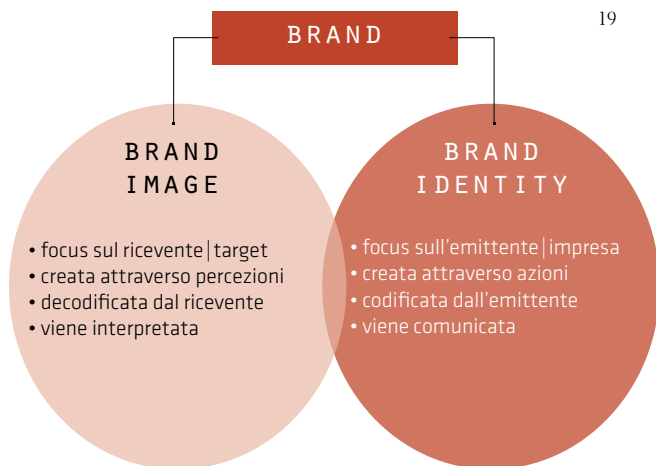 19
BRAND
BRAND
IMAGE
• focus sul ricevente|target
• creata attraverso percezioni
• decodificata dal ricevente
• viene interpretata
BRAND
IDENTITY
• focus sull'emittente|impresa
• creata attraverso azioni
• codificata dall'emittente
• viene comunicata